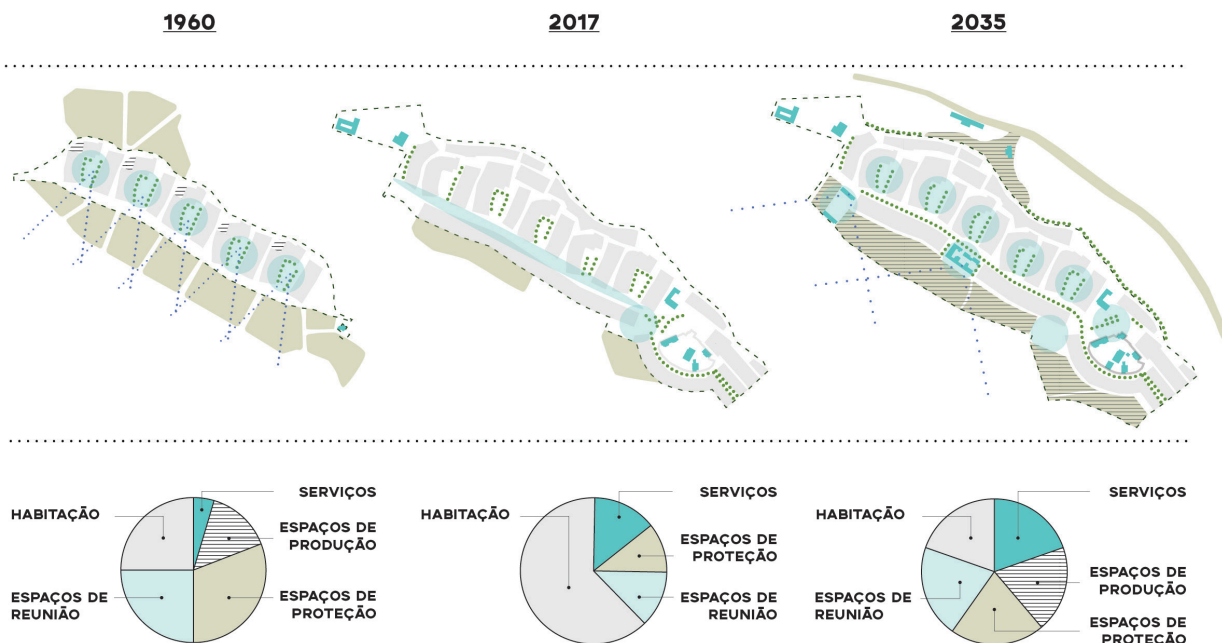 1960
2017
2035
SERVIÇOS
HABITAÇÃO
ESPAÇOS DE
PRODUÇÃO
ESPAÇOS DE
REUNIÃO
ESPAÇOS DE
PROTEÇÃO
SERVIÇOS
HABITAÇÃO
ESPAÇOS DE
PROTEÇÃO
ESPAÇOS DE
REUNIÃO
SERVIÇOS
HABITAÇÃO
ESPAÇOS DE
PRODUÇÃO
ESPAÇOS DE
REUNIÃO
ESPAÇOS DE
PROTEÇÃO